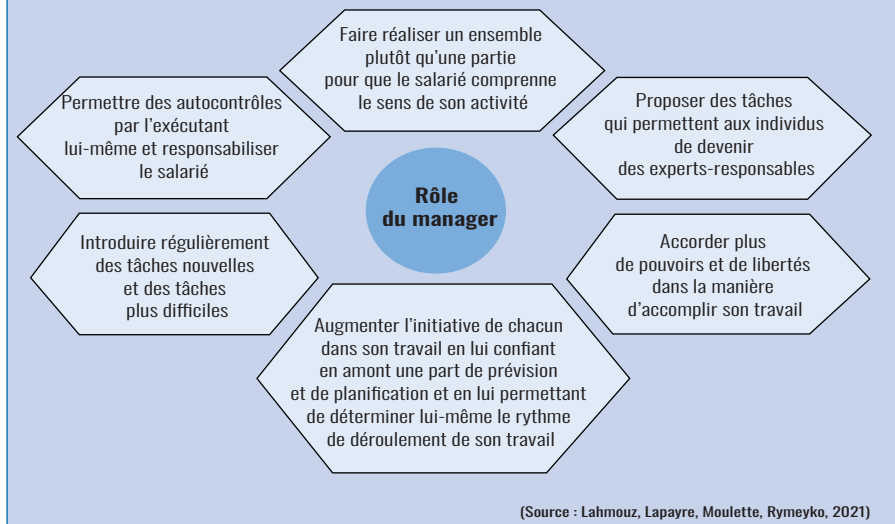 Faire réaliser un ensemble
plutôt qu'une partie
pour que le salarié comprenne
le sens de son activité
Permettre des autocontrôles
par l'exécutant
lui-même et responsabiliser
le salarié
Proposer des tâches
qui permettent aux individus
de devenir
des experts-responsables
Rôle
du manager
Introduire régulièrement
des tâches nouvelles
et des tâches
plus difficiles
Accorder plus
de pouvoirs et de libertés
dans la manière
d'accomplir son travail
Augmenter l'initiative de chacun
dans son travail en lui confiant
en amont une part de prévision
et de planification et en lui permettant
de déterminer lui-même le rythme
de déroulement de son travail
(Source : Lahmouz, Lapayre, Moulette, Rymeyko, 2021)